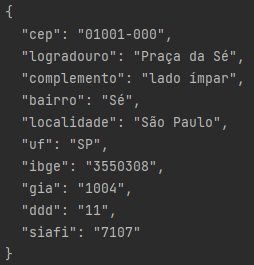 {
"cep": "01001-000",
"logradouro": "Praça da Sé",
"complemento": "lado ímpar",
"bairro": "Sé",
"localidade": "São Paulo",
"uf": "SP",
"ibge": "3550308",
"gia": "1004",
"ddd": "11",
"siafi": "7107"
}